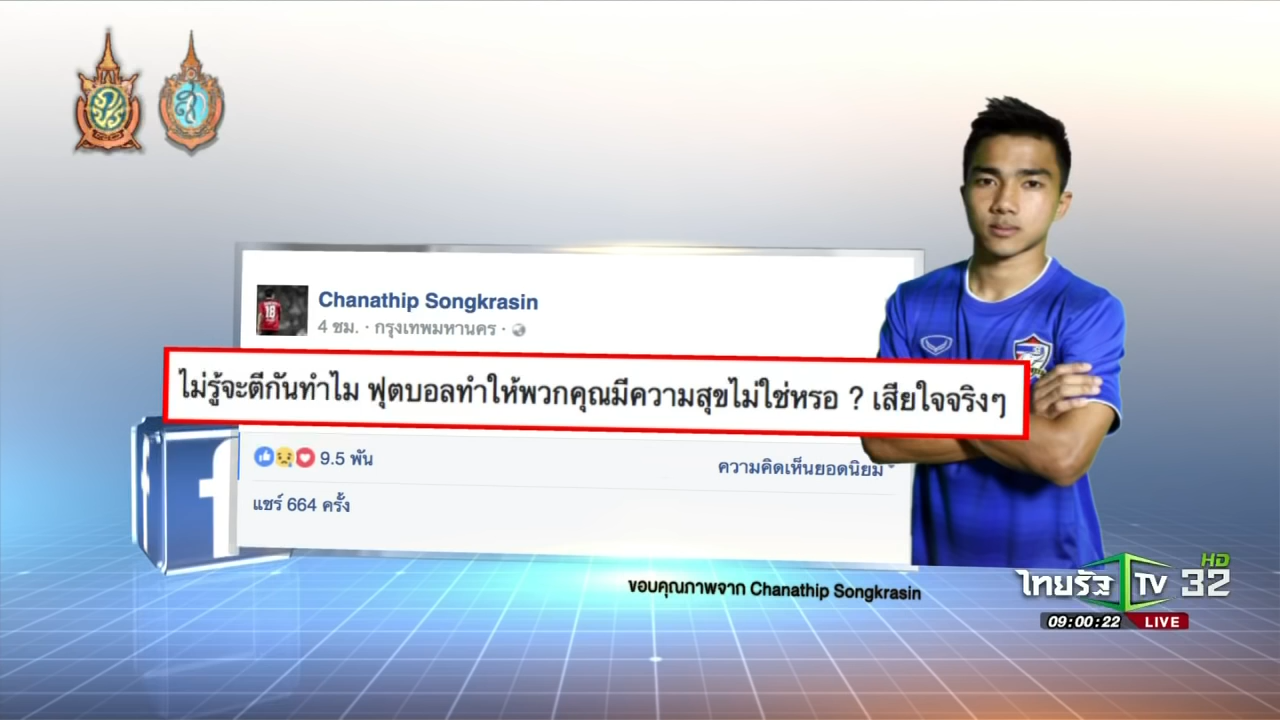 Chanathip Songkrasin
4 ชม. · กรุงเทพมหานคร ·
18
ไม่รู้จะตีกันทำไม ฟุตบอลทำให้พวกคุณมีความสุขไม่ใช่หรอ ? เสียใจจริงๆ
9.5 พัน
ความคิดเห็นยอดนิยม
แชร์ 664 ครั้ง
f
ขอบคุณภาพจาก Chanathip Songkrasin
ไทยรัฐ TV 32 HD
09:00:22 LIVE